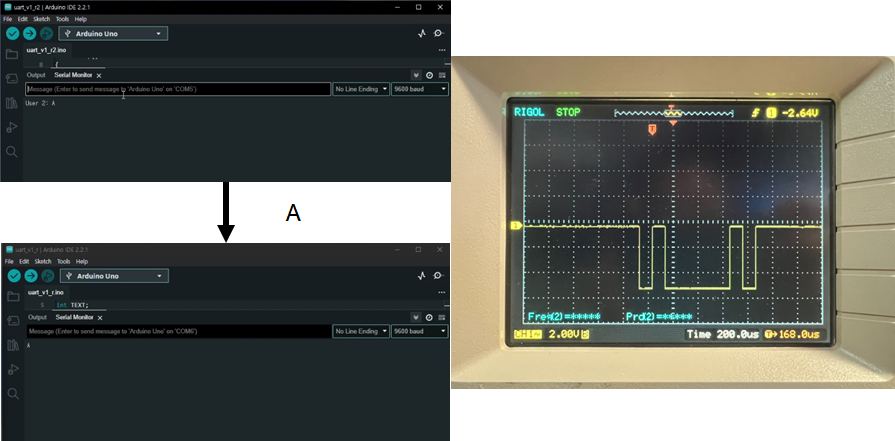 uart_v1_r2 | Arduino IDE 2.2.1
File Edit Sketch Tools Help
Arduino Uno
uart_v1_r2.ino
8 {
Output Serial Monitor
Message (Enter to send message to 'Arduino Uno' on 'COM5')
No Line Ending
9600 baud
User 2: A
A
uart_v1_r | Arduino IDE 2.2.1
File Edit Sketch Tools Help
Arduino Uno
uart_v1_r.ino
5 int TEXT;
Output Serial Monitor
Message (Enter to send message to 'Arduino Uno' on 'COM6')
No Line Ending
9600 baud
A
RIGOL STOP
T
1 -2.64V
T
Freq(2)=***** Prd(2)=*****
CH1~ 2.00V
Time 200.0us
T→168.0us